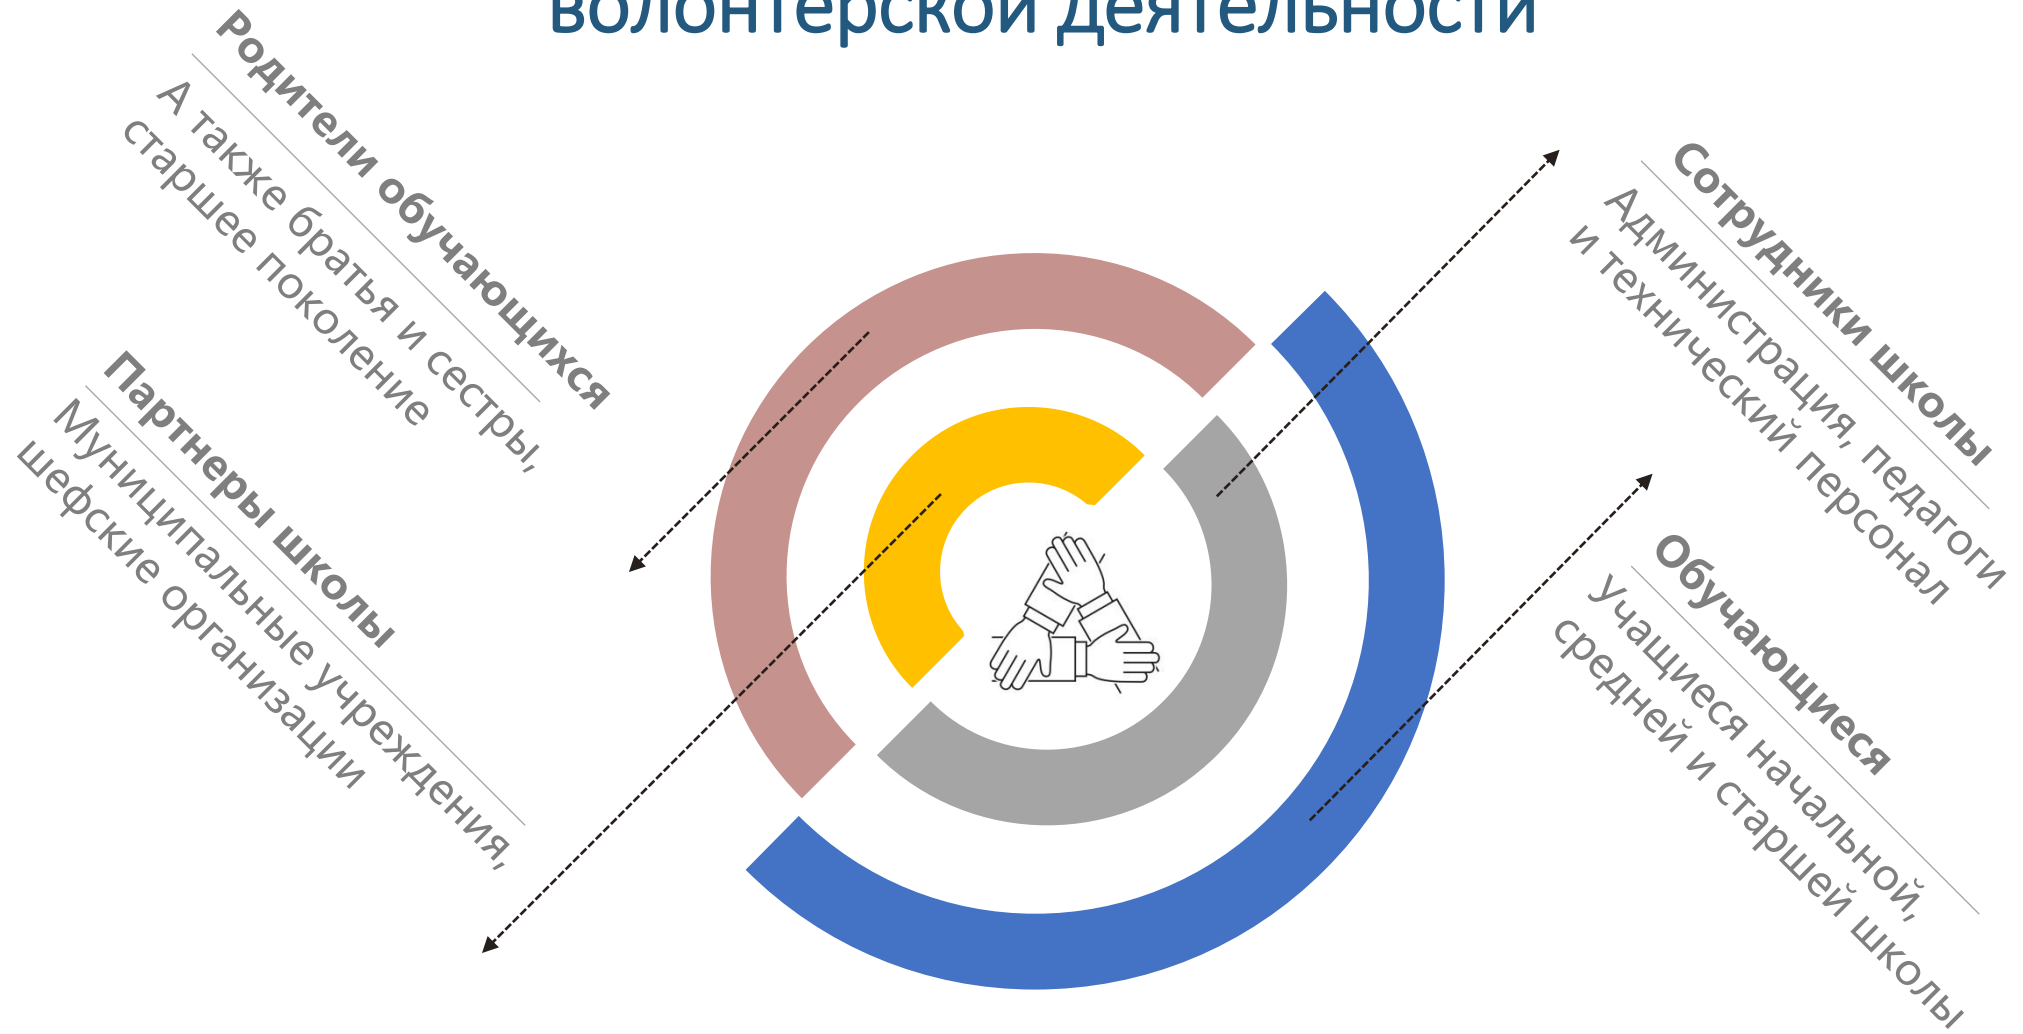 волонтерской деятельности
Родители обучающихся
А также братья и сестры,
старшее поколение
Партнеры школы
Муниципальные учреждения,
шефские организации
Сотрудники школы
Администрация, педагоги
и технический персонал
Обучающиеся
Учащиеся начальной,
средней и старшей школы